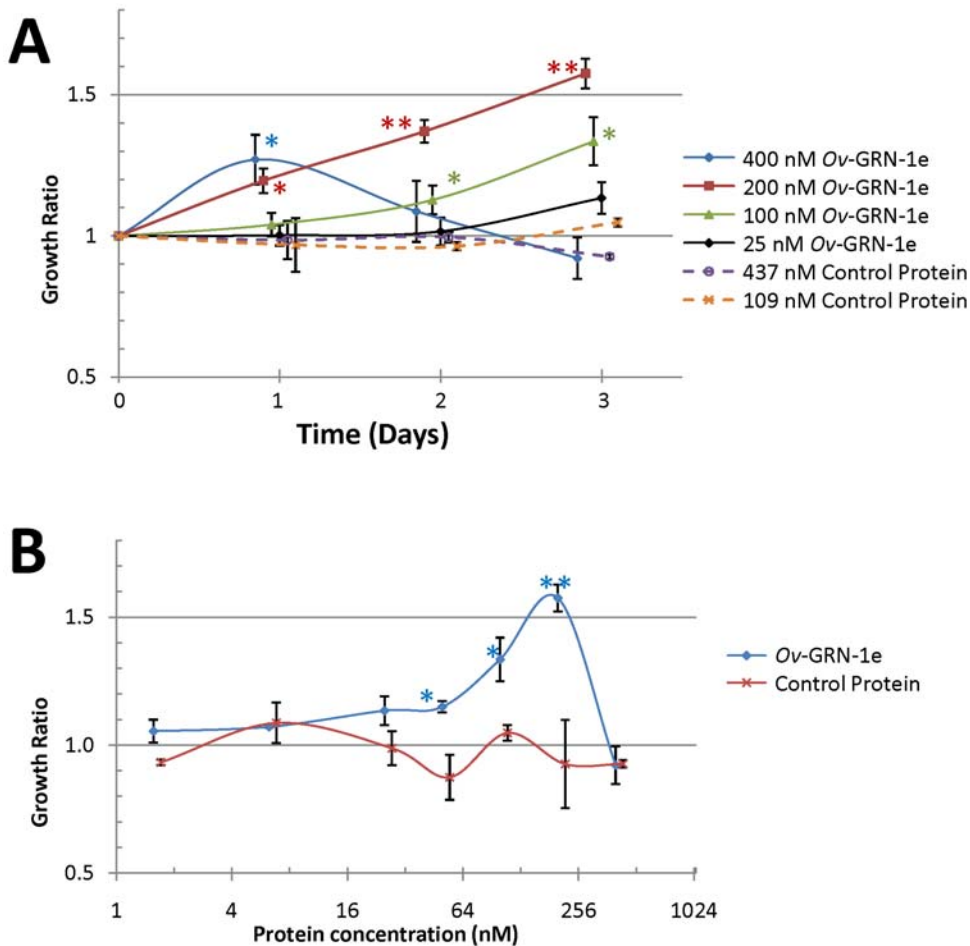 A
Growth Ratio
1.5
1
0.5
**
**
*
*
*
*
0
1
2
3
Time (Days)
400 nM Ov-GRN-1e
200 nM Ov-GRN-1e
100 nM Ov-GRN-1e
25 nM Ov-GRN-1e
437 nM Control Protein
109 nM Control Protein
B
Growth Ratio
1.5
1.0
0.5
**
*
*
1
4
16
64
256
1024
Protein concentration (nM)
Ov-GRN-1e
Control Protein